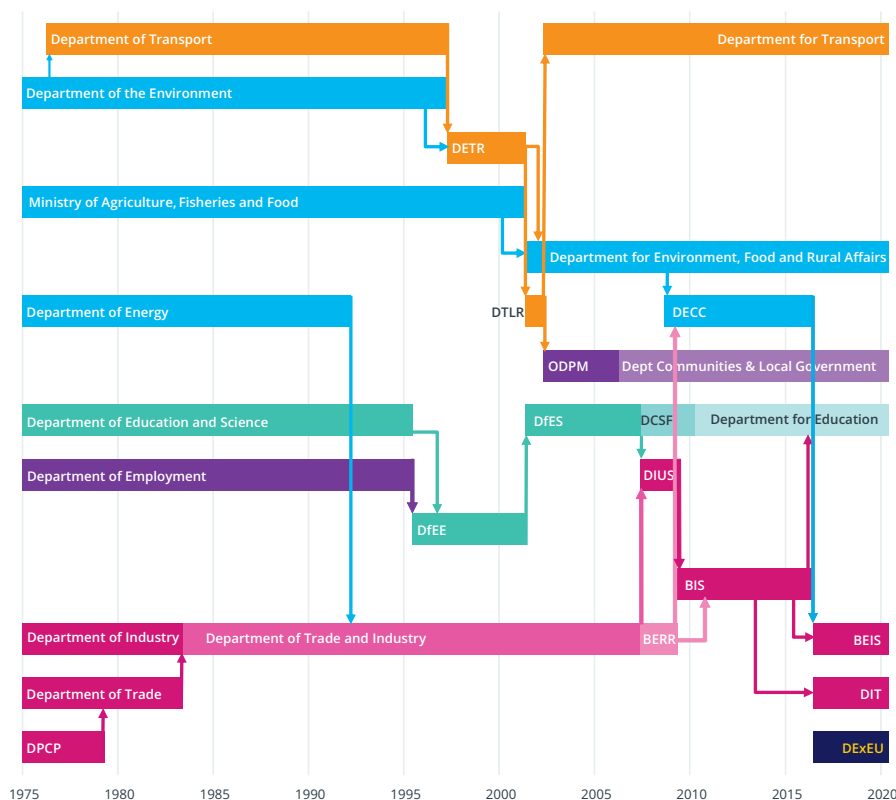 Department of Transport
Department for Transport
Department of the Environment
DETR
Ministry of Agriculture, Fisheries and Food
Department for Environment, Food and Rural Affairs
Department of Energy
DTLR
DECC
ODPM
Dept Communities & Local Government
Department of Education and Science
DfES
DCSF
Department for Education
Department of Employment
DIUS
DfEE
BIS
Department of Industry
Department of Trade and Industry
BERR
BEIS
Department of Trade
DIT
DPCP
DExEU
1975 1980 1985 1990 1995 2000 2005 2010 2015 2020